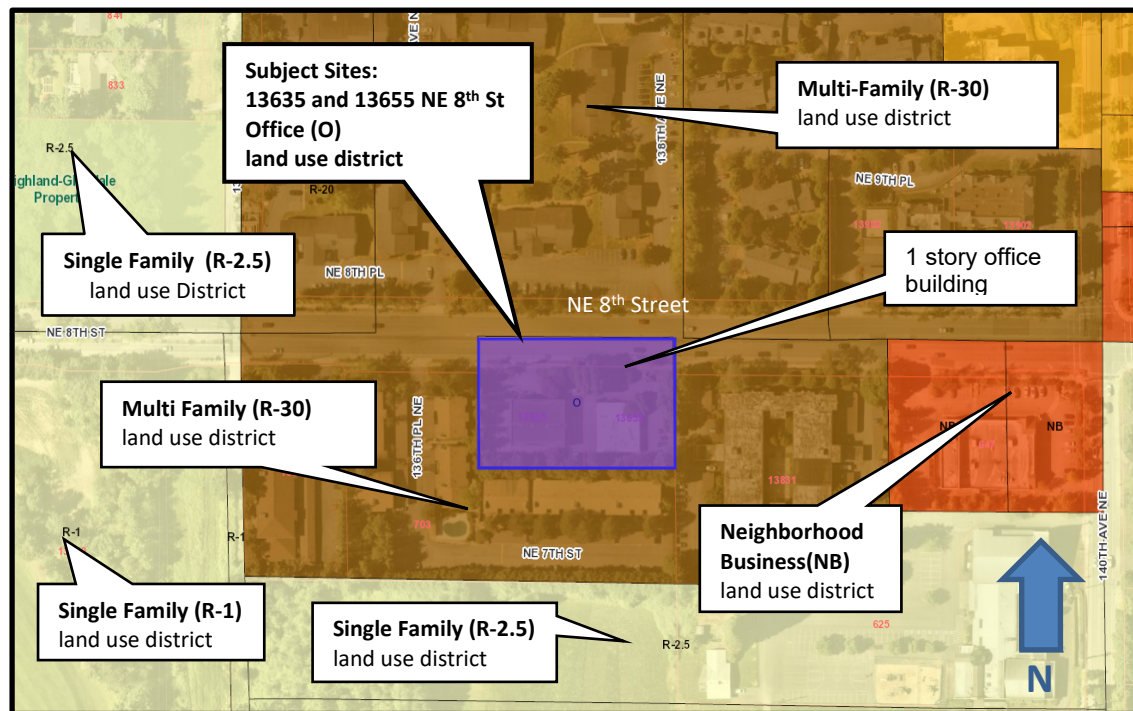 841
833
R-2.5
Highland-Glendale
Property
Subject Sites:
13635 and 13655 NE 8th St
Office (O)
land use district
138TH AVE NE
Multi-Family (R-30)
land use district
NE 9TH PL
R-20
Single Family (R-2.5)
land use District
NE 8TH PL
1 story office
building
NE 8th Street
NE 8TH ST
O
Multi Family (R-30)
land use district
136TH PL NE
NB
NB
13831
703
NE 7TH ST
Neighborhood
Business(NB)
land use district
140TH AVE NE
R-1
R-1
Single Family (R-1)
land use district
Single Family (R-2.5)
land use district
R-2.5
625
N